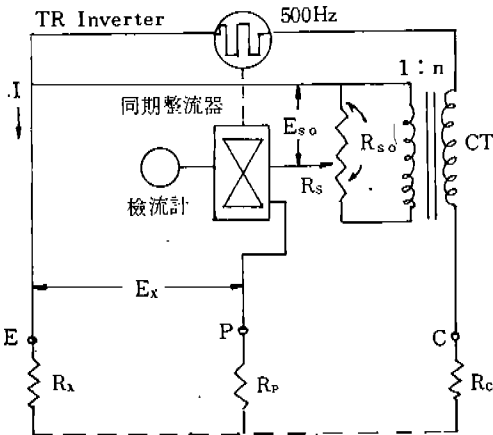 TR Inverter
500Hz
1 : n
I
同期整流器
Eso
Rso
CT
Rs
檢流計
Ex
E
P
C
Rx
Rp
Rc